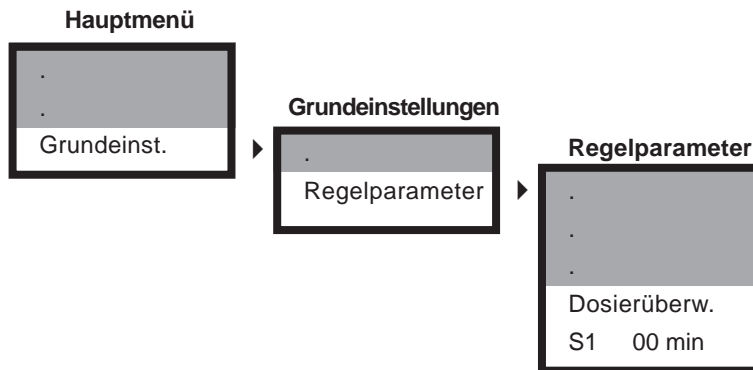 Hauptmenü
.
.
Grundeinst.
Grundeinstellungen
.
Regelparameter
Regelparameter
.
.
.
Dosierüberw.
S1 00 min